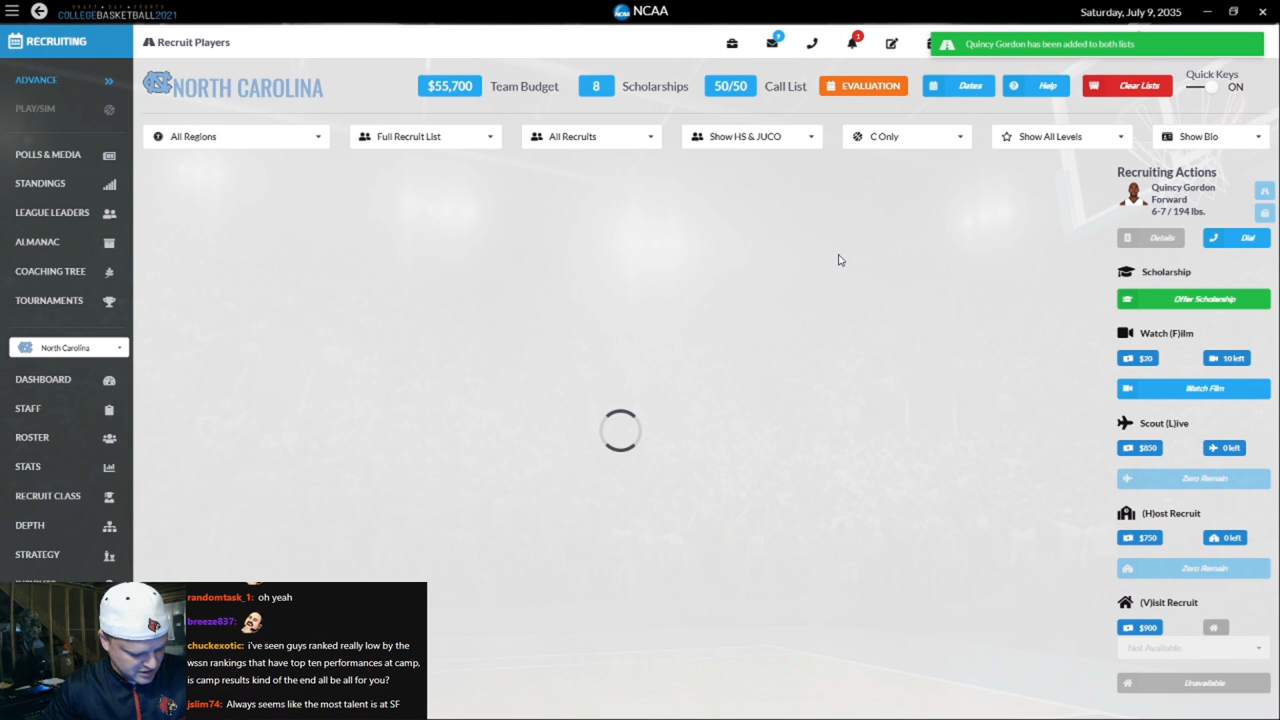 DRAFT DAY SPORTS
COLLEGEBASKETBALL2021
NCAA
Saturday, July 9, 2035
RECRUITING
Recruit Players
9
1
Quincy Gordon has been added to both lists
ADVANCE
PLAY/SIM
POLLS & MEDIA
STANDINGS
LEAGUE LEADERS
ALMANAC
COACHING TREE
TOURNAMENTS
North Carolina
DASHBOARD
STAFF
ROSTER
STATS
RECRUIT CLASS
DEPTH
STRATEGY
NORTH CAROLINA
$55,700 Team Budget
8 Scholarships
50/50 Call List
EVALUATION
Dates
Help
Clear Lists
Quick Keys
ON
All Regions
Full Recruit List
All Recruits
Show HS & JUCO
C Only
Show All Levels
Show Bio
Recruiting Actions
Quincy Gordon
Forward
6-7 / 194 lbs.
Details
Dial
Scholarship
Offer Scholarship
Watch (F)ilm
$20
10 left
Watch Film
Scout (L)ive
$850
0 left
Zero Remain
(H)ost Recruit
$750
0 left
Zero Remain
(V)isit Recruit
$900
Not Available
Unavailable
randomtask_1: oh yeah
breeze837:
chuckexotic: i've seen guys ranked really low by the
wssn rankings that have top ten performances at camp,
is camp results kind of the end all be all for you?
jslim74: Always seems like the most talent is at SF